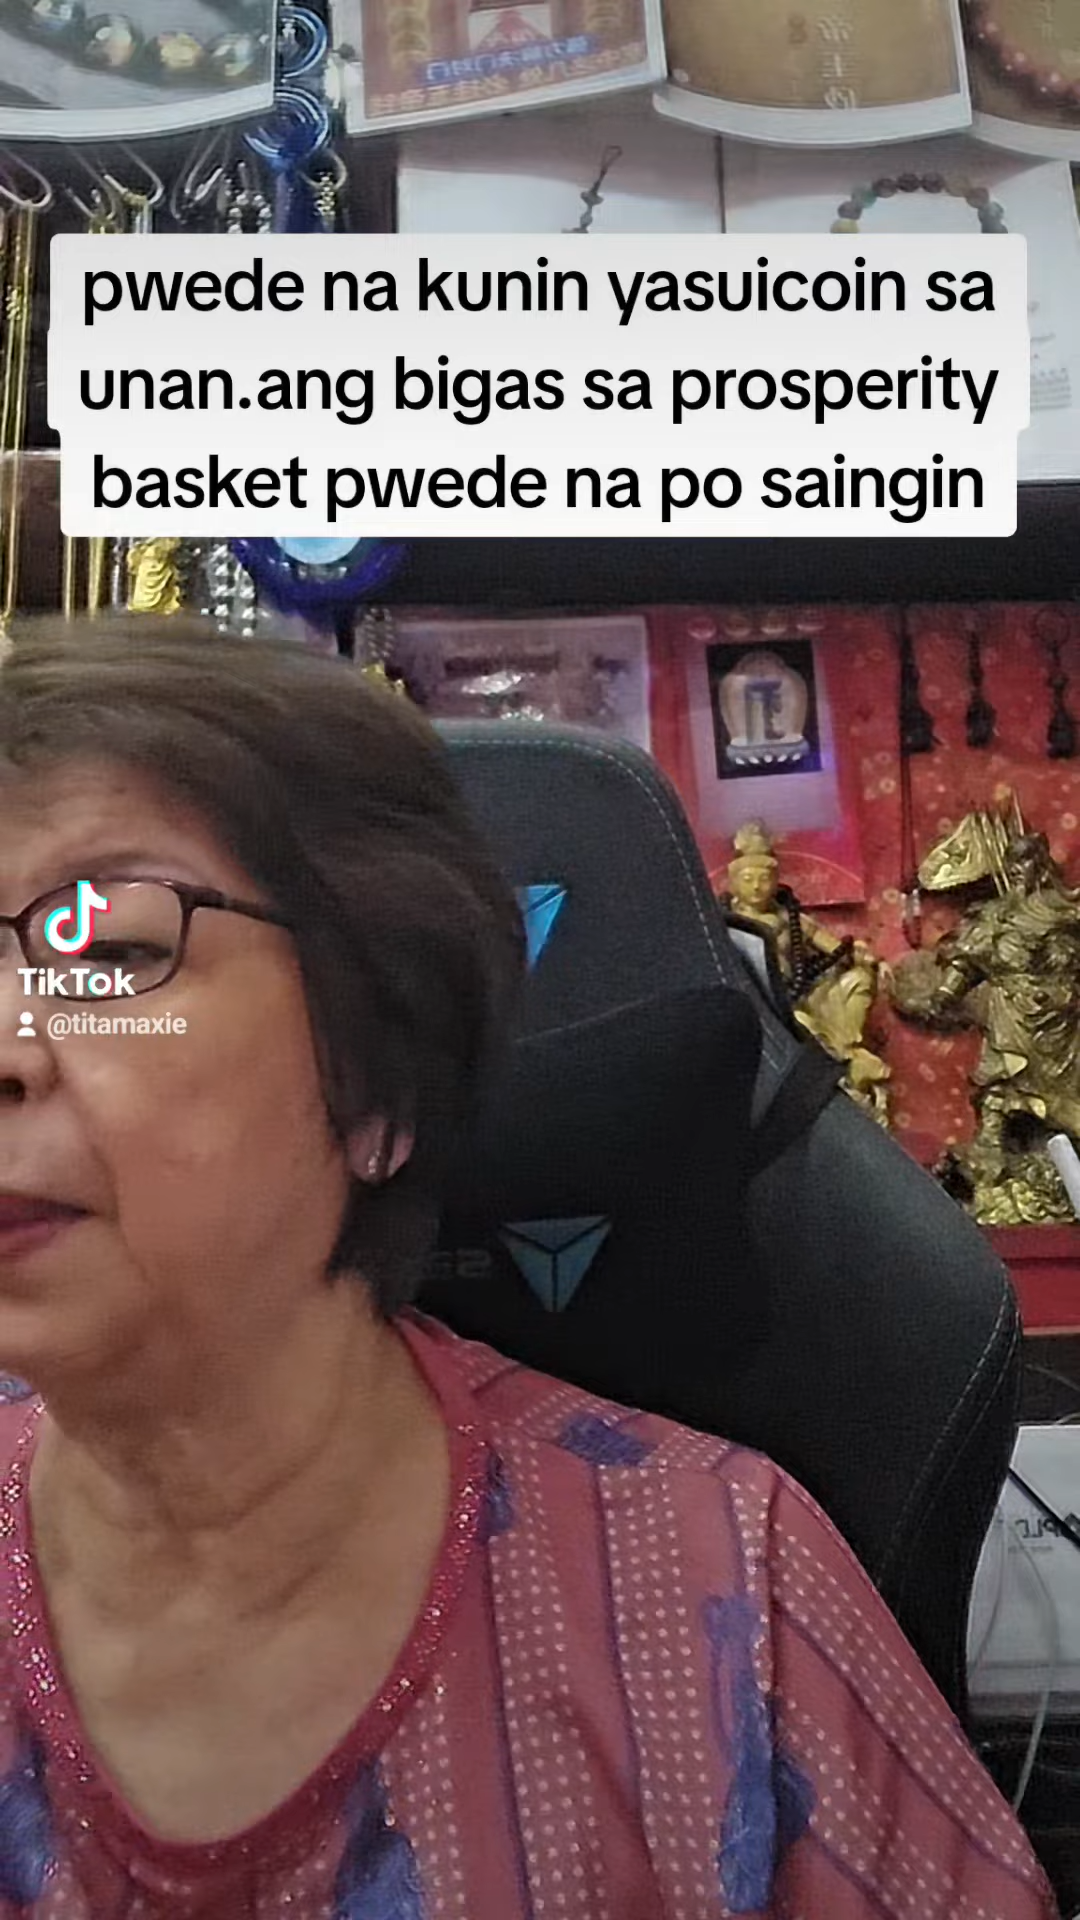 pwede na kunin yasuicoin sa
unan.ang bigas sa prosperity
basket pwede na po saingin
TikTok
@titamaxie